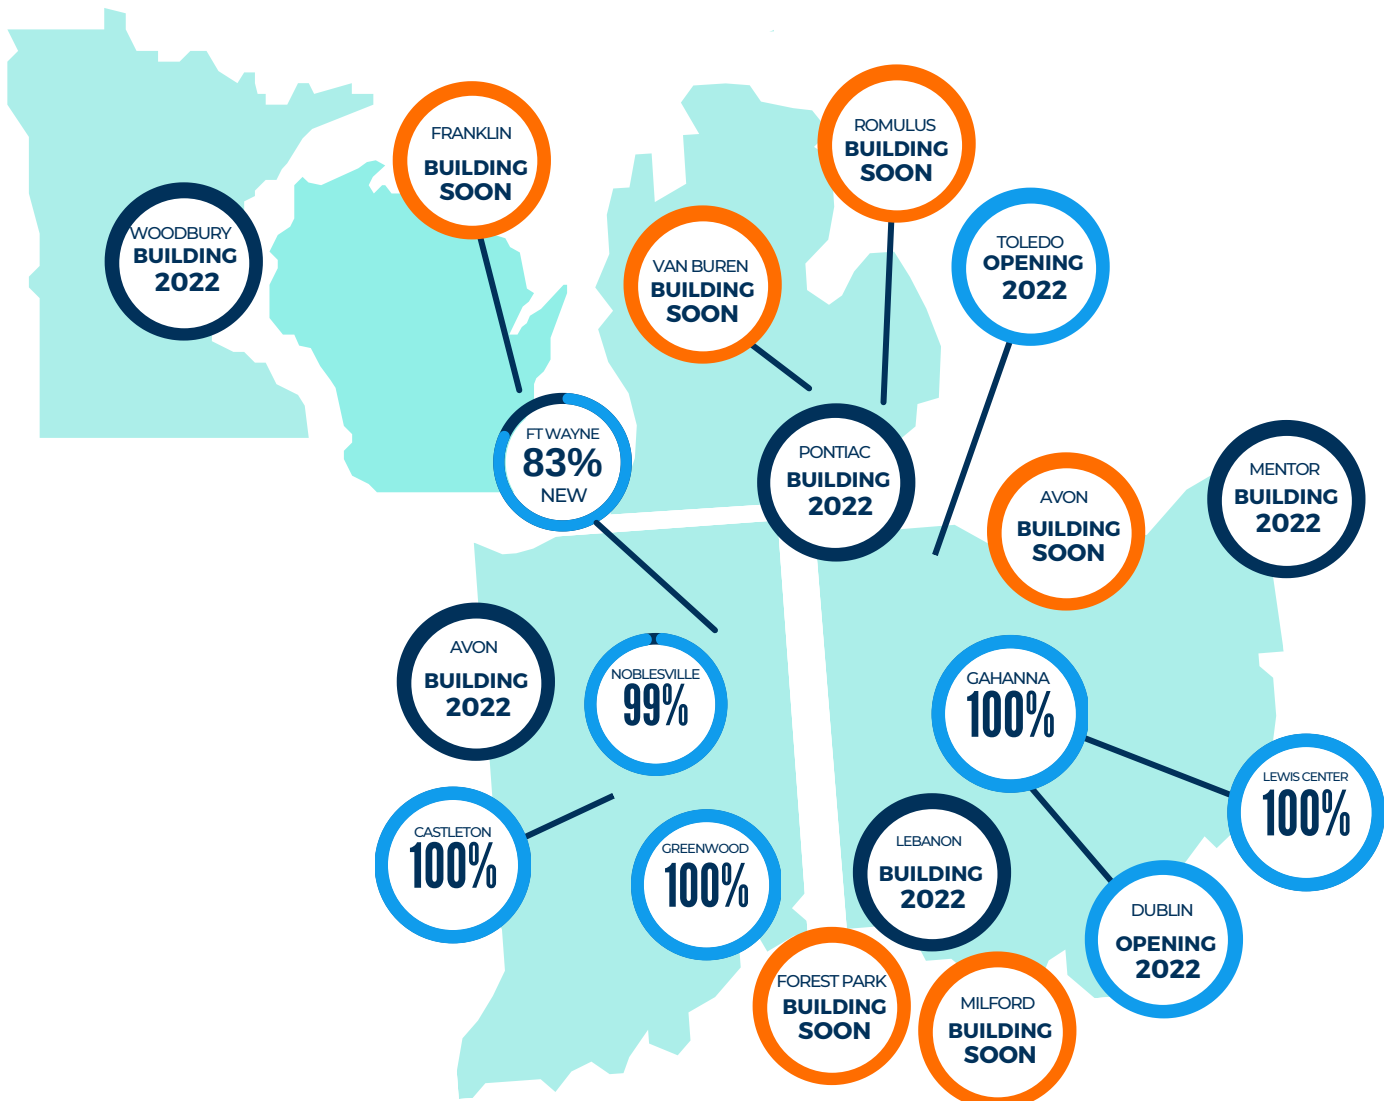 FRANKLIN
BUILDING
SOON
ROMULUS
BUILDING
SOON
WOODBURY
BUILDING
2022
VAN BUREN
BUILDING
SOON
TOLEDO
OPENING
2022
FT WAYNE
83%
NEW
PONTIAC
BUILDING
2022
AVON
BUILDING
SOON
MENTOR
BUILDING
2022
AVON
BUILDING
2022
NOBLESVILLE
99%
GAHANNA
100%
LEWIS CENTER
100%
CASTLETON
100%
GREENWOOD
100%
LEBANON
BUILDING
2022
DUBLIN
OPENING
2022
FOREST PARK
BUILDING
SOON
MILFORD
BUILDING
SOON